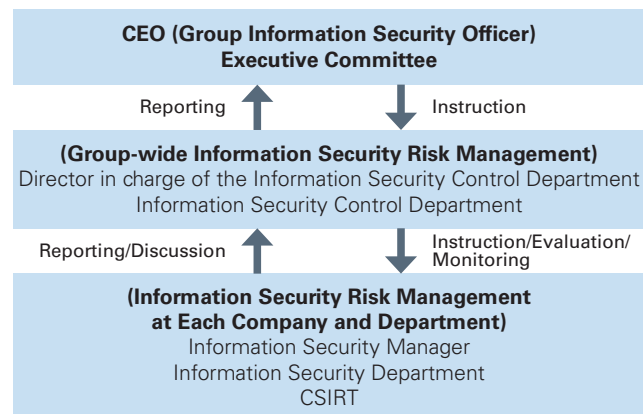 CEO (Group Information Security Officer)
Executive Committee
Reporting
Instruction
(Group-wide Information Security Risk Management)
Director in charge of the Information Security Control Department
Information Security Control Department
Reporting/Discussion
Instruction/Evaluation/
Monitoring
(Information Security Risk Management
at Each Company and Department)
Information Security Manager
Information Security Department
CSIRT